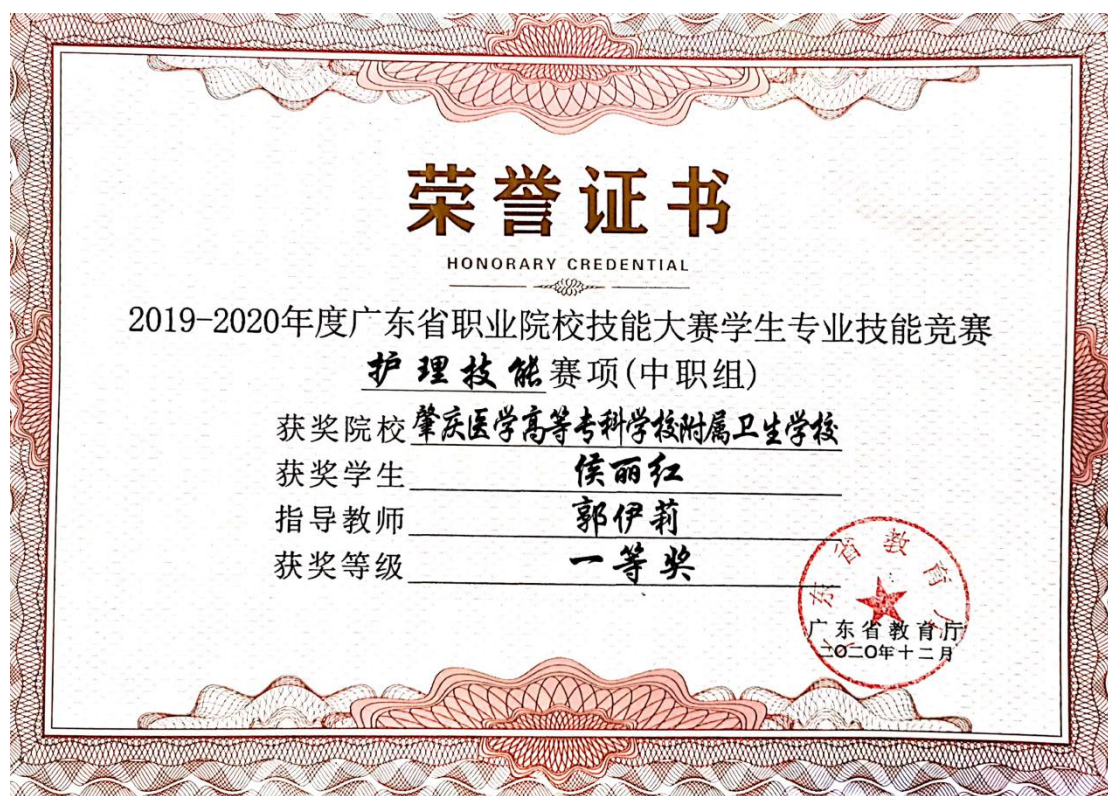 荣誉证书
HONORARY CREDENTIAL
2019-2020年度广东省职业院校技能大赛学生专业技能竞赛
护理技能赛项(中职组)
获奖院校肇庆医学高等专科学校附属卫生学校
获奖学生侯丽红
指导教师郭伊莉
获奖等级一等奖
广东省教育厅
二〇二〇年十二月